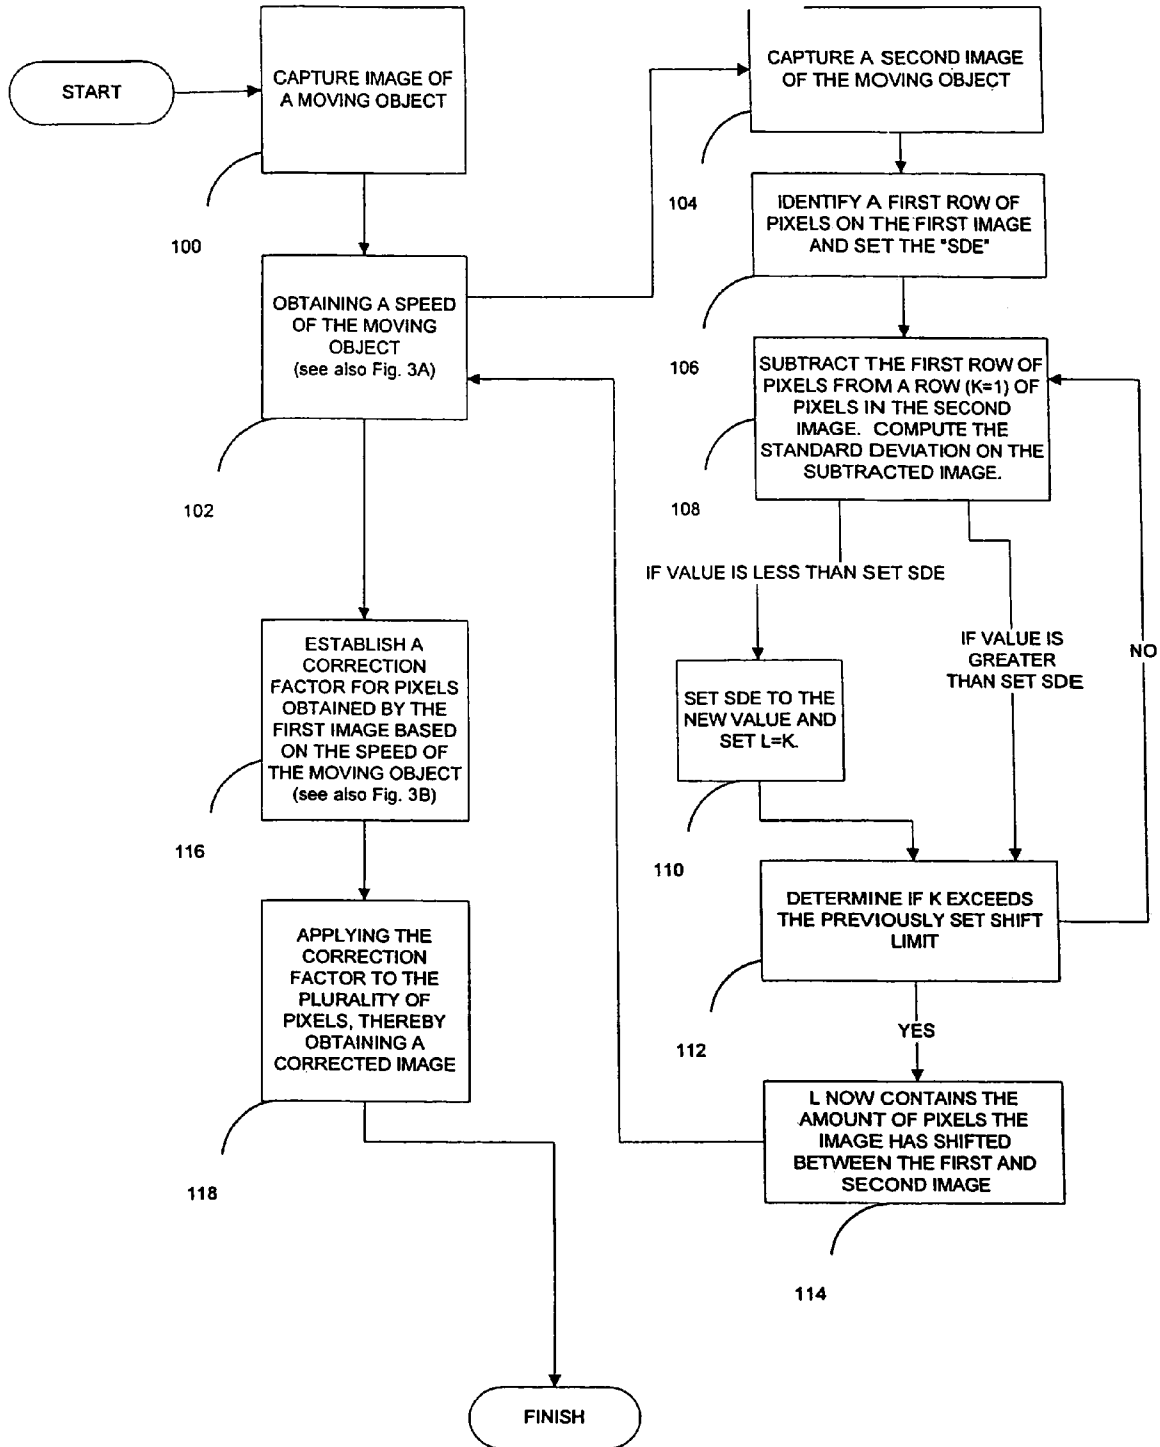 START
CAPTURE IMAGE OF
A MOVING OBJECT
100
OBTAINING A SPEED
OF THE MOVING
OBJECT
(see also Fig. 3A)
102
ESTABLISH A
CORRECTION
FACTOR FOR PIXELS
OBTAINED BY THE
FIRST IMAGE BASED
ON THE SPEED OF
THE MOVING OBJECT
(see also Fig. 3B)
116
APPLYING THE
CORRECTION
FACTOR TO THE
PLURALITY OF
PIXELS, THEREBY
OBTAINING A
CORRECTED IMAGE
118
CAPTURE A SECOND IMAGE
OF THE MOVING OBJECT
104
IDENTIFY A FIRST ROW OF
PIXELS ON THE FIRST IMAGE
AND SET THE "SDE"
106
SUBTRACT THE FIRST ROW OF
PIXELS FROM A ROW (K=1) OF
PIXELS IN THE SECOND
IMAGE. COMPUTE THE
STANDARD DEVIATION ON THE
SUBTRACTED IMAGE.
108
IF VALUE IS LESS THAN SET SDE
IF VALUE IS
GREATER
THAN SET SDE
NO
SET SDE TO THE
NEW VALUE AND
SET L=K.
110
DETERMINE IF K EXCEEDS
THE PREVIOUSLY SET SHIFT
LIMIT
112
YES
L NOW CONTAINS THE
AMOUNT OF PIXELS THE
IMAGE HAS SHIFTED
BETWEEN THE FIRST AND
SECOND IMAGE
114
FINISH